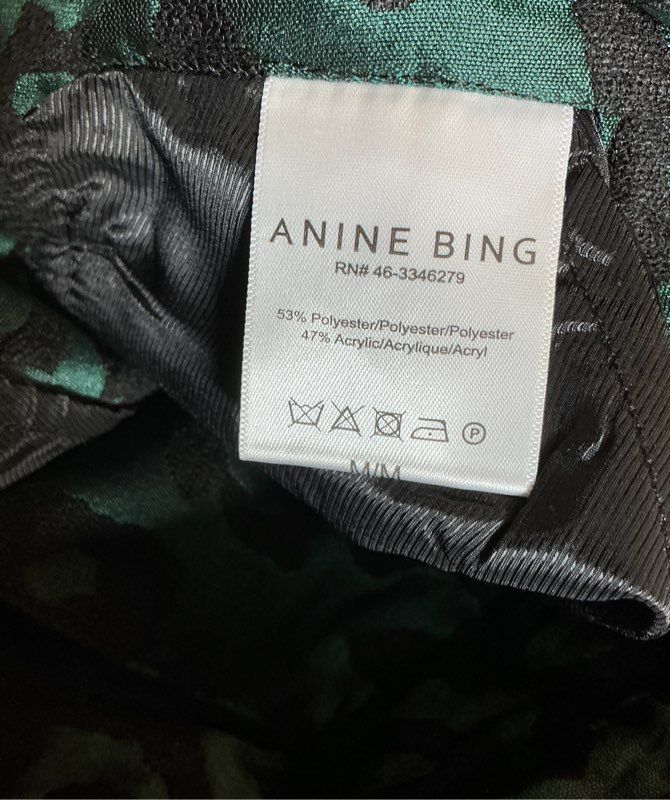 ANINE BING
RN# 46-3346279
53% Polyester/Polyester/Polyester
47% Acrylic/Acrylique/Acryl
P
M/M